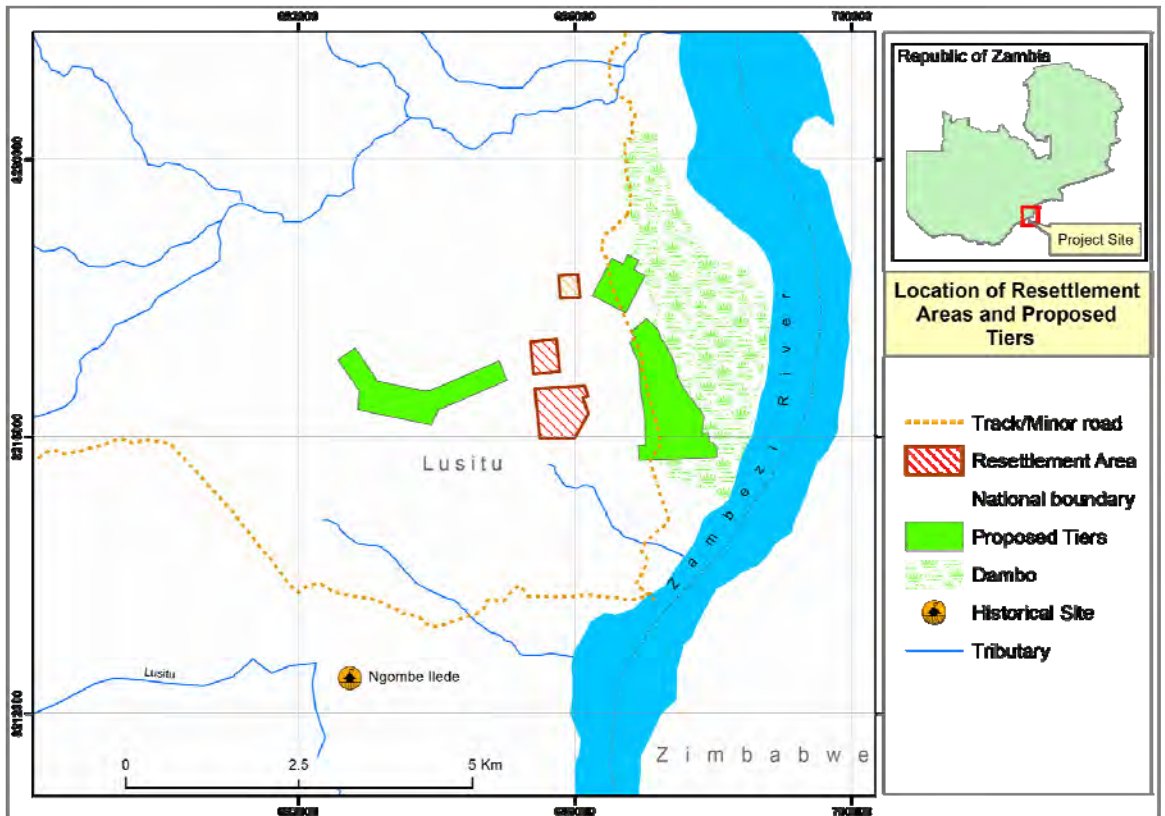 Republic of Zambia
Project Site
Location of Resettlement
Areas and Proposed
Tiers
Track/Minor road
Resettlement Area
National boundary
Proposed Tiers
Dambo
Historical Site
Tributary
Lusitu
Zambezi River
Lusitu
Ngombe Ilede
Zimbabwe
0 2.5 5 Km